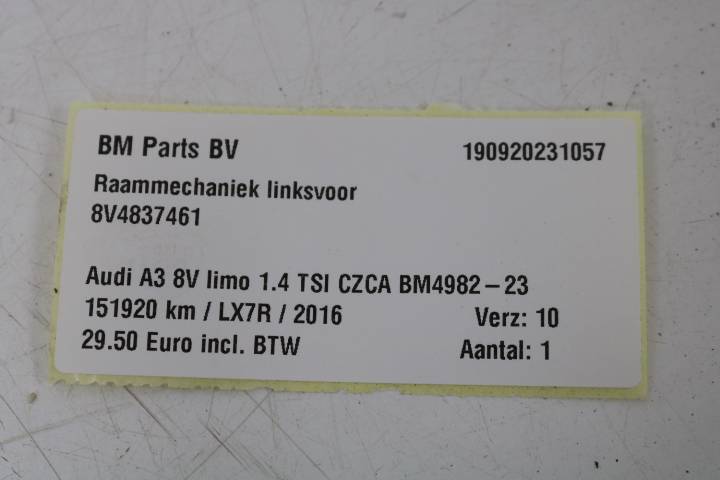 BM Parts BV 190920231057
Raammechaniek linksvoor
8V4837461
Audi A3 8V limo 1.4 TSI CZCA BM4982-23
151920 km / LX7R / 2016 Verz: 10
29.50 Euro incl. BTW Aantal: 1